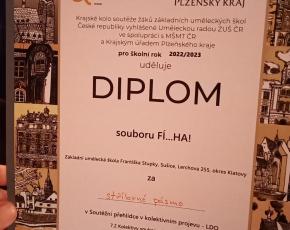 PLZEŇSKÝ KRAJ
Krajské kolo soutěže žáků základních uměleckých škol
České republiky vyhlášené Uměleckou radou ZUŠ ČR
ve spolupráci s MŠMT ČR
a Krajským úřadem Plzeňského kraje
pro školní rok 2022/2023
uděluje
DIPLOM
souboru FÍ...HA!
Základní umělecká škola Františka Stupky, Sušice, Lerchova 255, okres Klatovy
za
stříbrné pásmo
v Soutěžní přehlídce v kolektivním projevu - LDO